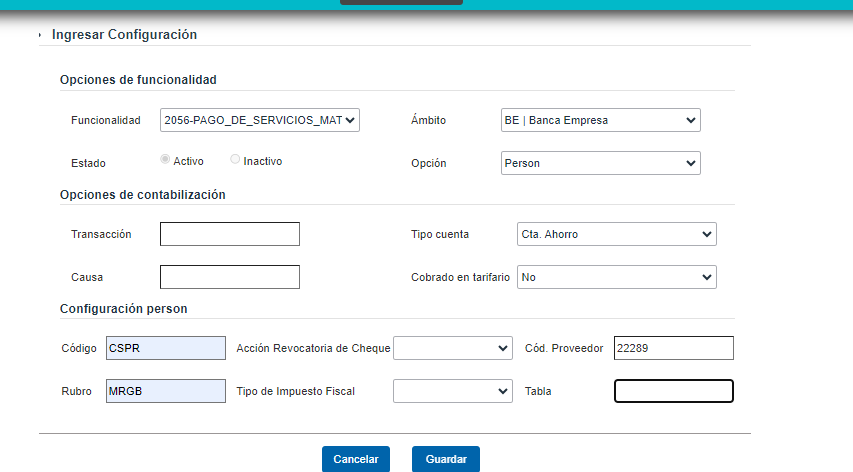 Ingresar Configuración
Opciones de funcionalidad
Funcionalidad 2056-PAGO_DE_SERVICIOS_MAT Ámbito BE | Banca Empresa
Estado Activo Inactivo Opción Person
Opciones de contabilización
Transacción Tipo cuenta Cta. Ahorro
Causa Cobrado en tarifario No
Configuración person
Código CSPR Acción Revocatoria de Cheque Cód. Proveedor 22289
Rubro MRGB Tipo de Impuesto Fiscal Tabla
Cancelar Guardar